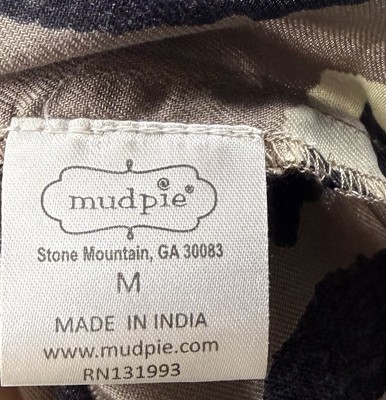 mudpie®
Stone Mountain, GA 30083
M
MADE IN INDIA
www.mudpie.com
RN131993